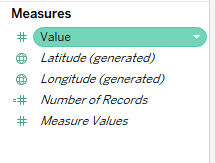 Measures
Value
Latitude (generated)
Longitude (generated)
Number of Records
Measure Values